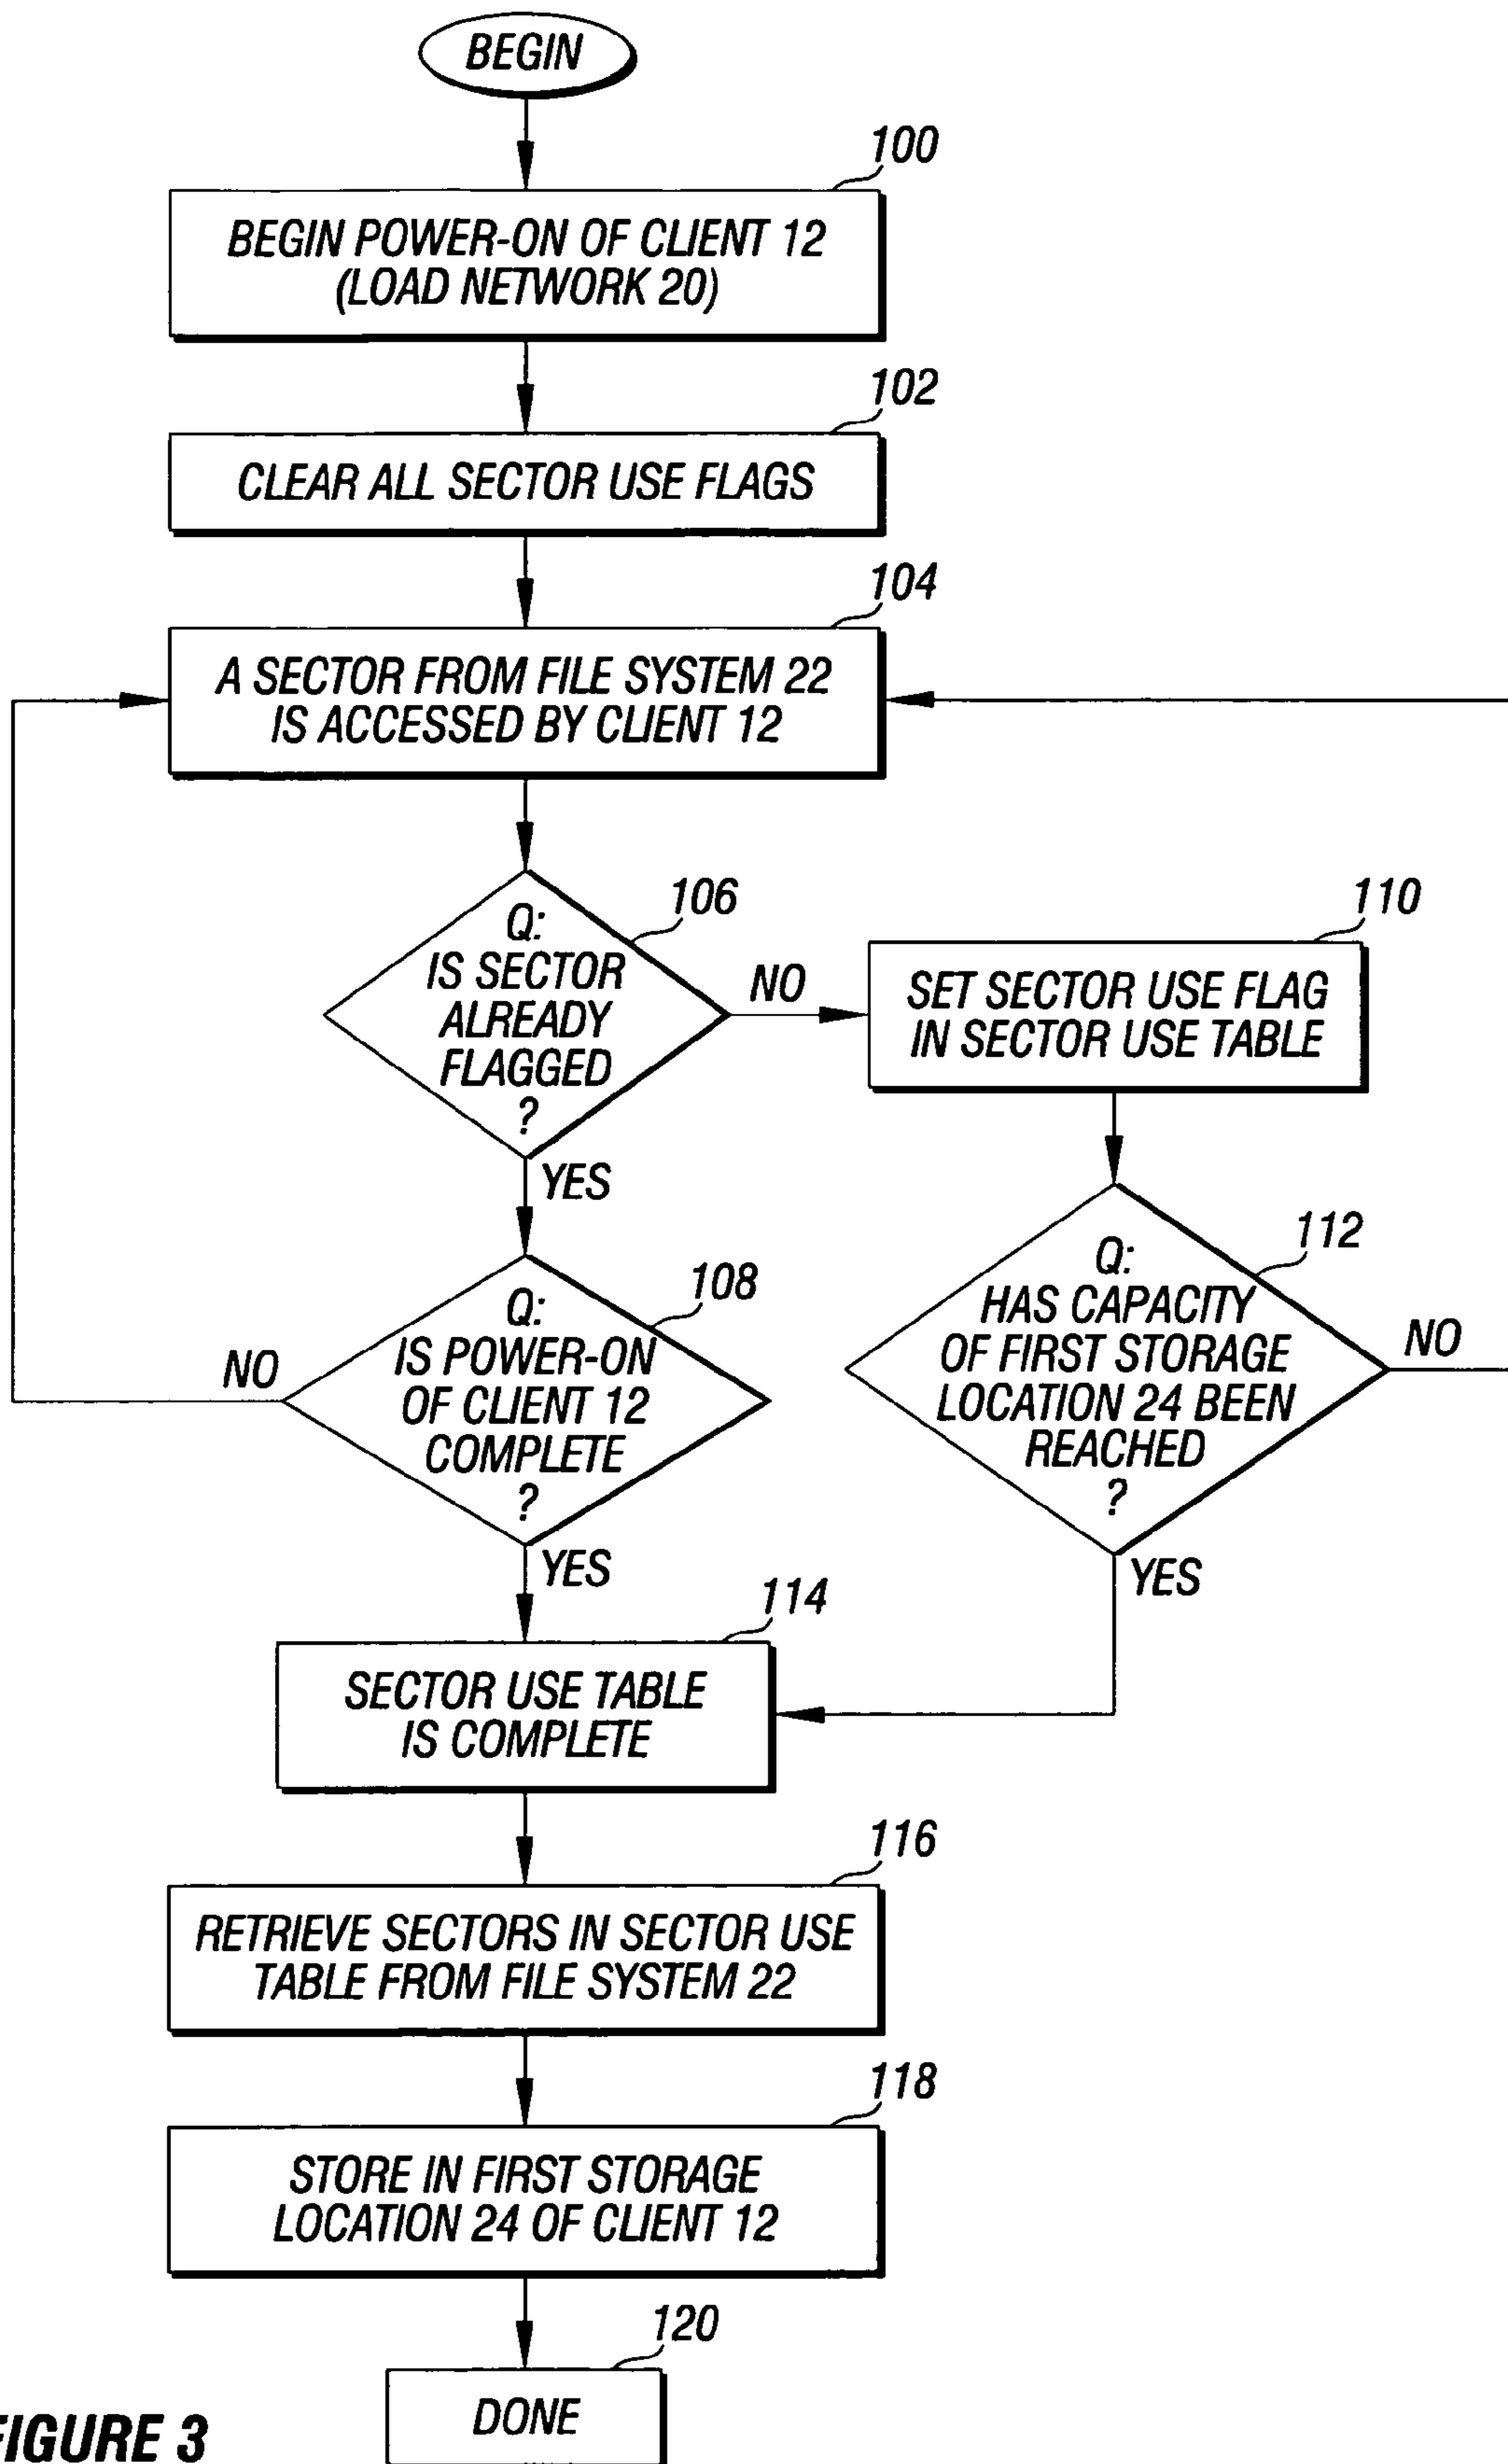 BEGIN
100
BEGIN POWER-ON OF CLIENT 12
(LOAD NETWORK 20)
102
CLEAR ALL SECTOR USE FLAGS
104
A SECTOR FROM FILE SYSTEM 22
IS ACCESSED BY CLIENT 12
106
Q:
IS SECTOR
ALREADY
FLAGGED
?
NO
110
SET SECTOR USE FLAG
IN SECTOR USE TABLE
YES
108
Q:
IS POWER-ON
OF CLIENT 12
COMPLETE
?
NO
112
Q:
HAS CAPACITY
OF FIRST STORAGE
LOCATION 24 BEEN
REACHED
?
NO
YES
YES
114
SECTOR USE TABLE
IS COMPLETE
116
RETRIEVE SECTORS IN SECTOR USE
TABLE FROM FILE SYSTEM 22
118
STORE IN FIRST STORAGE
LOCATION 24 OF CLIENT 12
120
DONE
FIGURE 3